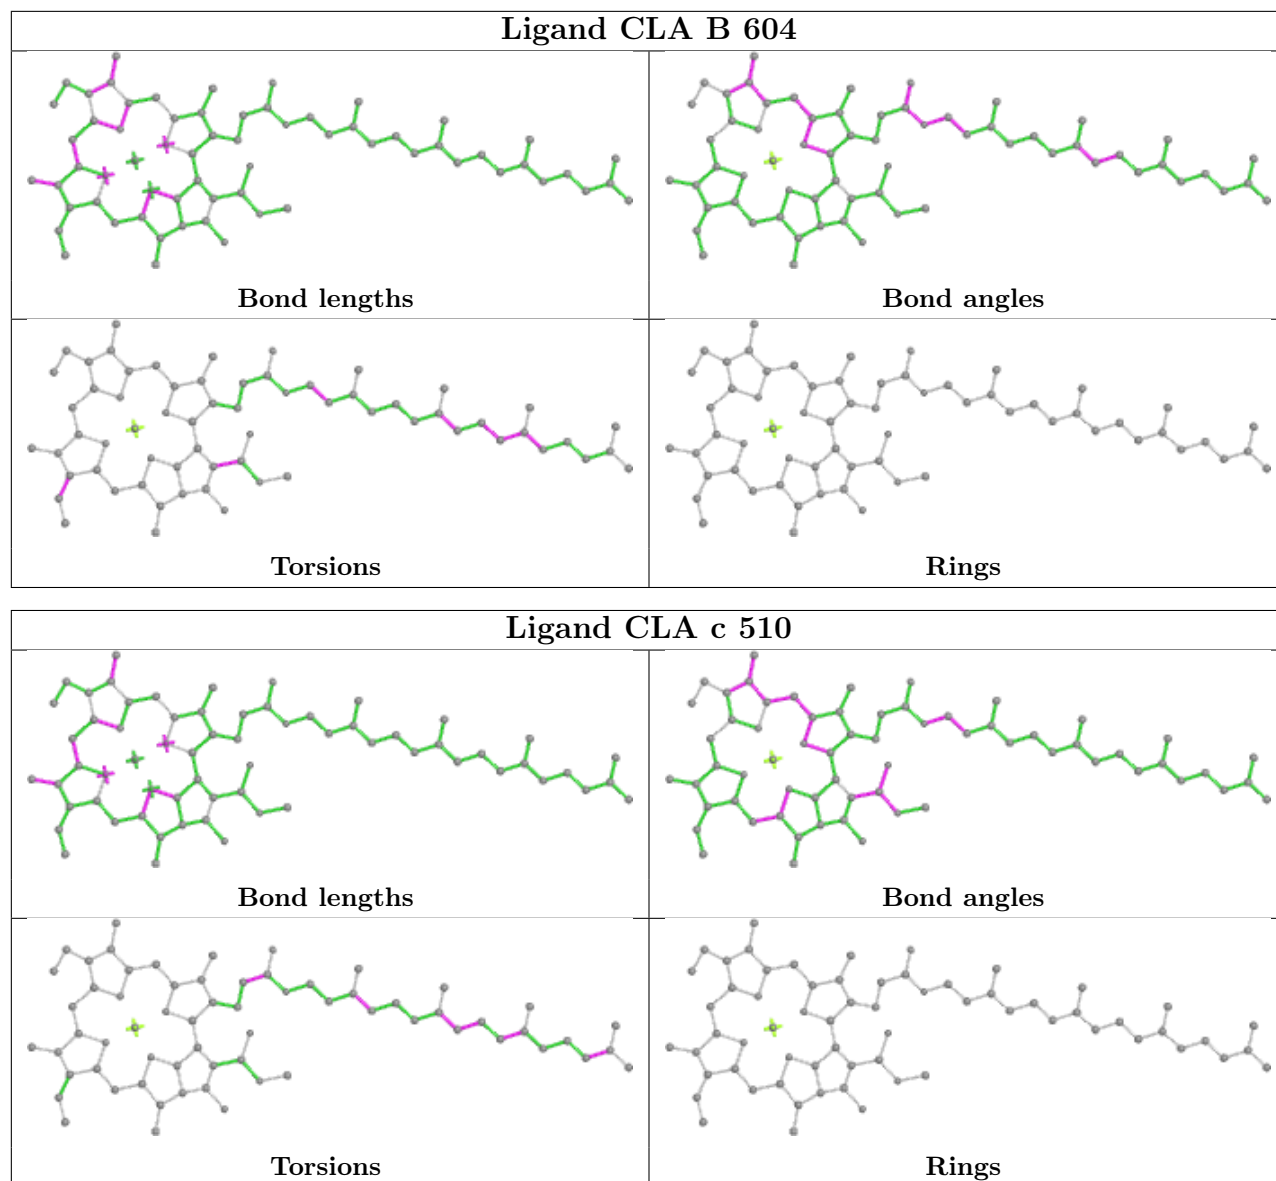 Ligand CLA B 604
Bond lengths
Bond angles
Torsions
Rings
Ligand CLA c 510
Bond lengths
Bond angles
Torsions
Rings